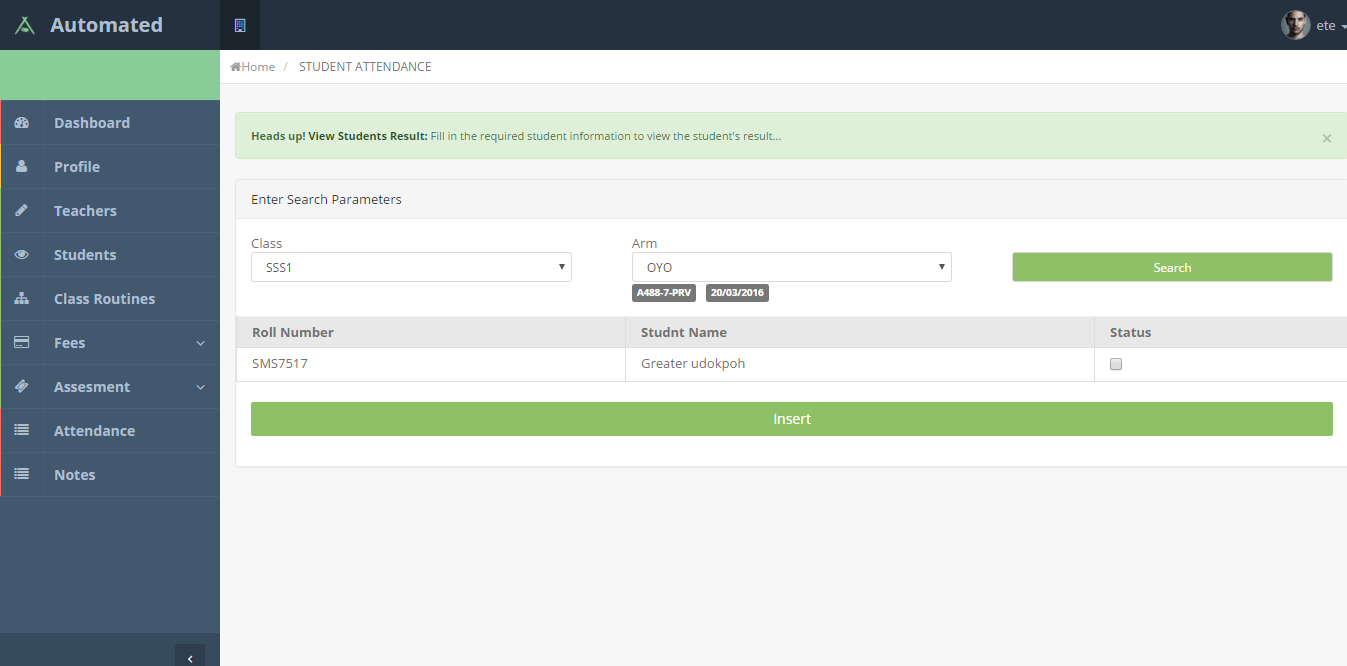 Automated
ete
Home / STUDENT ATTENDANCE
Dashboard
Profile
Teachers
Students
Class Routines
Fees
Assesment
Attendance
Notes
Heads up! View Students Result: Fill in the required student information to view the student's result...
×
Enter Search Parameters
Class
Arm
SSS1
OYO
Search
A488-7-PRV 20/03/2016
Roll Number
Studnt Name
Status
SMS7517
Greater udokpoh
Insert